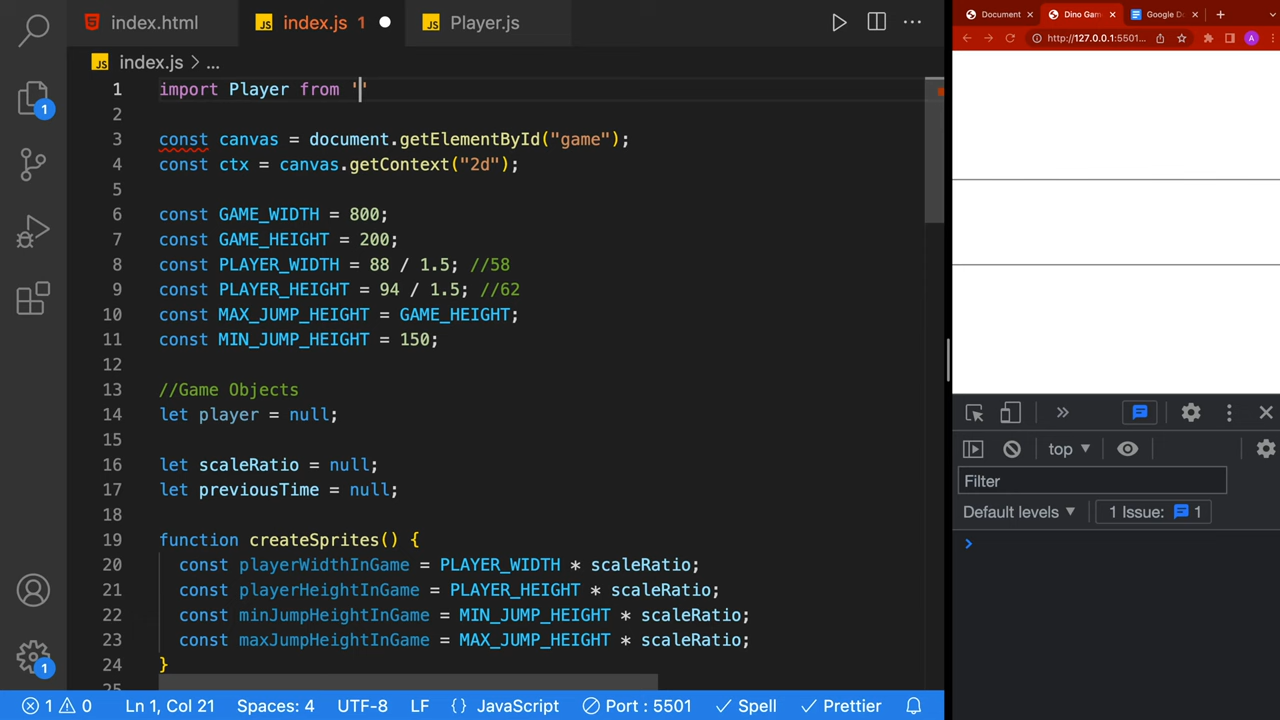 index.html
JS index.js 1
JS Player.js
JS index.js > ...
1 import Player from ''
2
3 const canvas = document.getElementById("game");
4 const ctx = canvas.getContext("2d");
5
6 const GAME_WIDTH = 800;
7 const GAME_HEIGHT = 200;
8 const PLAYER_WIDTH = 88 / 1.5; //58
9 const PLAYER_HEIGHT = 94 / 1.5; //62
10 const MAX_JUMP_HEIGHT = GAME_HEIGHT;
11 const MIN_JUMP_HEIGHT = 150;
12
13 //Game Objects
14 let player = null;
15
16 let scaleRatio = null;
17 let previousTime = null;
18
19 function createSprites() {
20 const playerWidthInGame = PLAYER_WIDTH * scaleRatio;
21 const playerHeightInGame = PLAYER_HEIGHT * scaleRatio;
22 const minJumpHeightInGame = MIN_JUMP_HEIGHT * scaleRatio;
23 const maxJumpHeightInGame = MAX_JUMP_HEIGHT * scaleRatio;
24 }
25
1
1
1 0 Ln 1, Col 21 Spaces: 4 UTF-8 LF {} JavaScript Port : 5501 Spell Prettier
Document Dino Gam Google D
http://127.0.0.1:5501... A
top
Filter
Default levels 1 Issue: 1